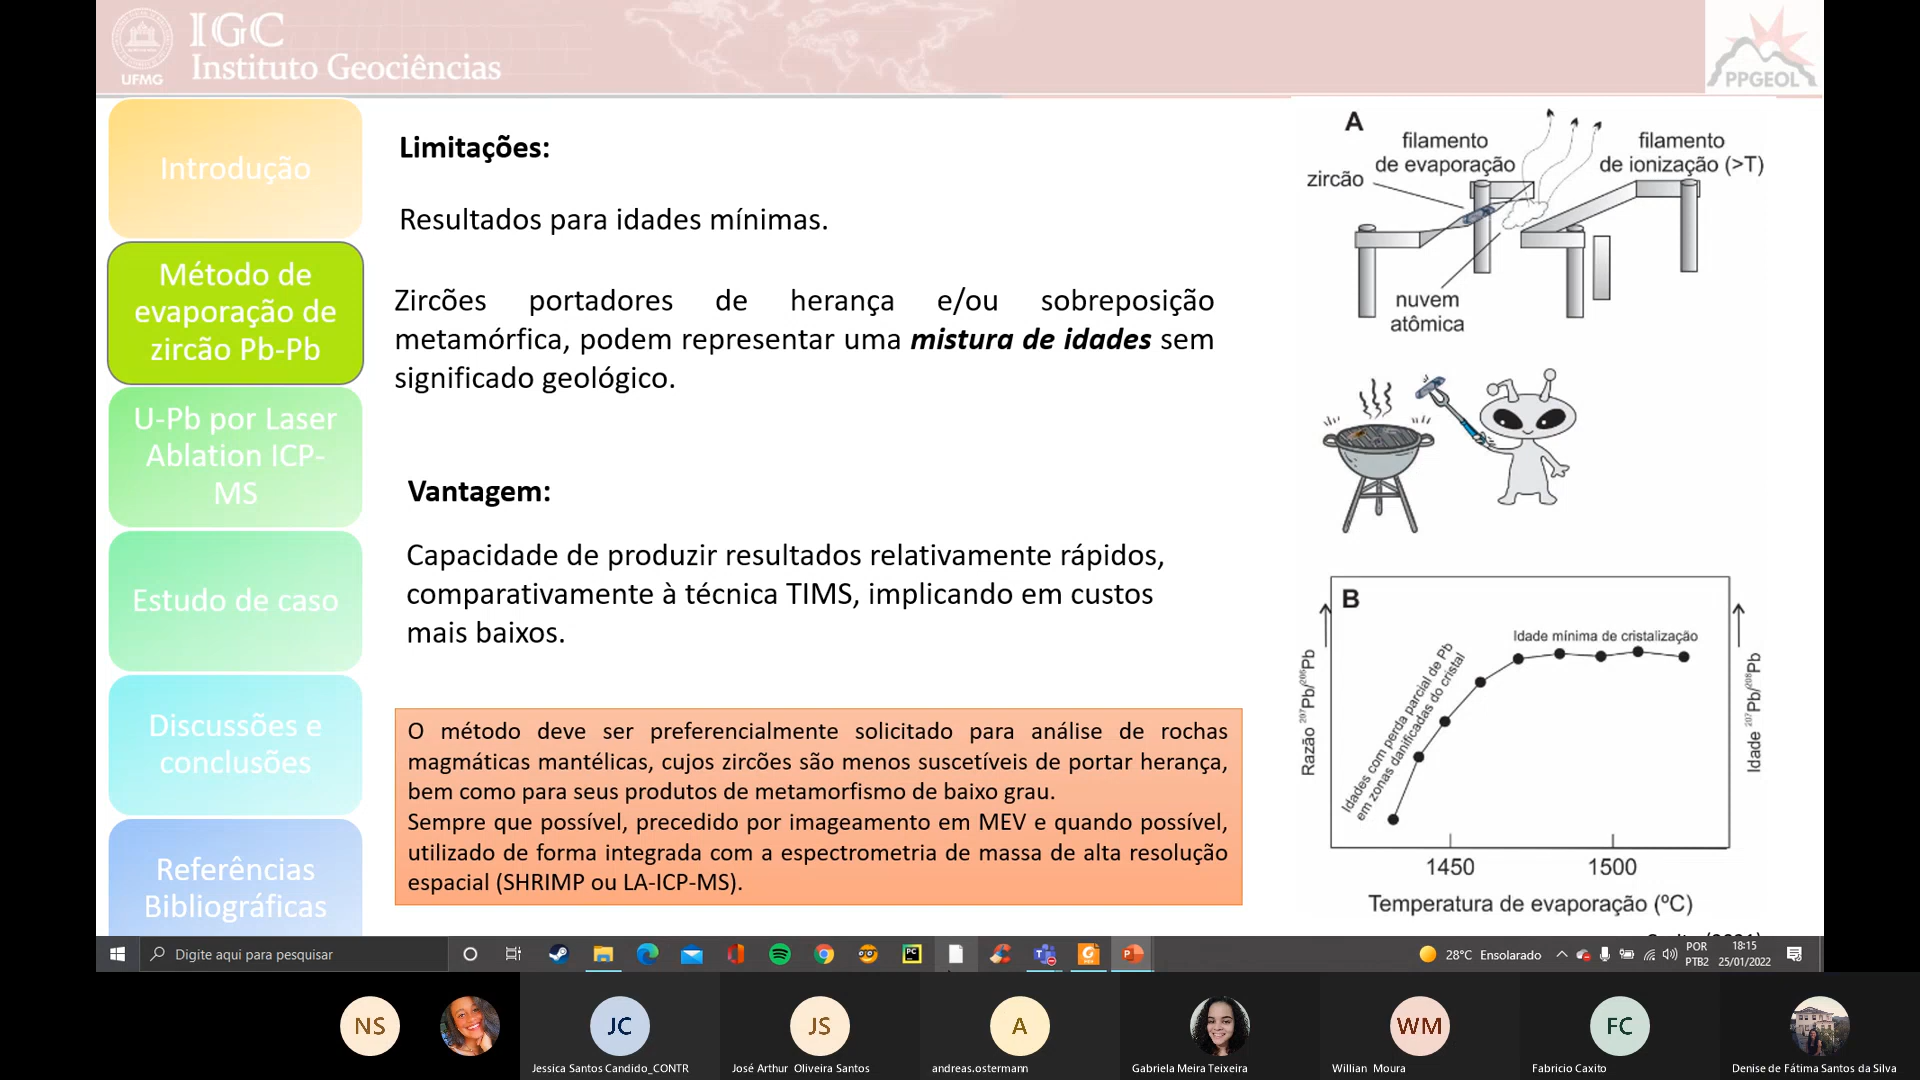 IGC
Instituto Geociências
UFMG
PPGEOL
Introdução
Método de
evaporação de
zircão Pb-Pb
U-Pb por Laser
Ablation ICP-
MS
Estudo de caso
Discussões e
conclusões
Referências
Bibliográficas
Limitações:
Resultados para idades mínimas.
Zircões portadores de herança e/ou sobreposição
metamórfica, podem representar uma mistura de idades sem
significado geológico.
Vantagem:
Capacidade de produzir resultados relativamente rápidos,
comparativamente à técnica TIMS, implicando em custos
mais baixos.
O método deve ser preferencialmente solicitado para análise de rochas
magmáticas mantélicas, cujos zircões são menos suscetíveis de portar herança,
bem como para seus produtos de metamorfismo de baixo grau.
Sempre que possível, precedido por imageamento em MEV e quando possível,
utilizado de forma integrada com a espectrometria de massa de alta resolução
espacial (SHRIMP ou LA-ICP-MS).
A
filamento
de evaporação
filamento
de ionização (>T)
zircão
nuvem
atômica
B
Idade mínima de cristalização
Idades com perda parcial de Pb
em zonas danificadas do cristal
Razão ²⁰⁷Pb/²⁰⁶Pb
Idade ²⁰⁷Pb/²⁰⁶Pb
1450
1500
Temperatura de evaporação (ºC)
Digite aqui para pesquisar
28°C Ensolarado
POR
PTB2
18:15
25/01/2022
NS
JC
JS
A
WM
FC
Jessica Santos Candido_CONTR
José Arthur Oliveira Santos
andreas.ostermann
Gabriela Meira Teixeira
Willian Moura
Fabricio Caxito
Denise de Fátima Santos da Silva